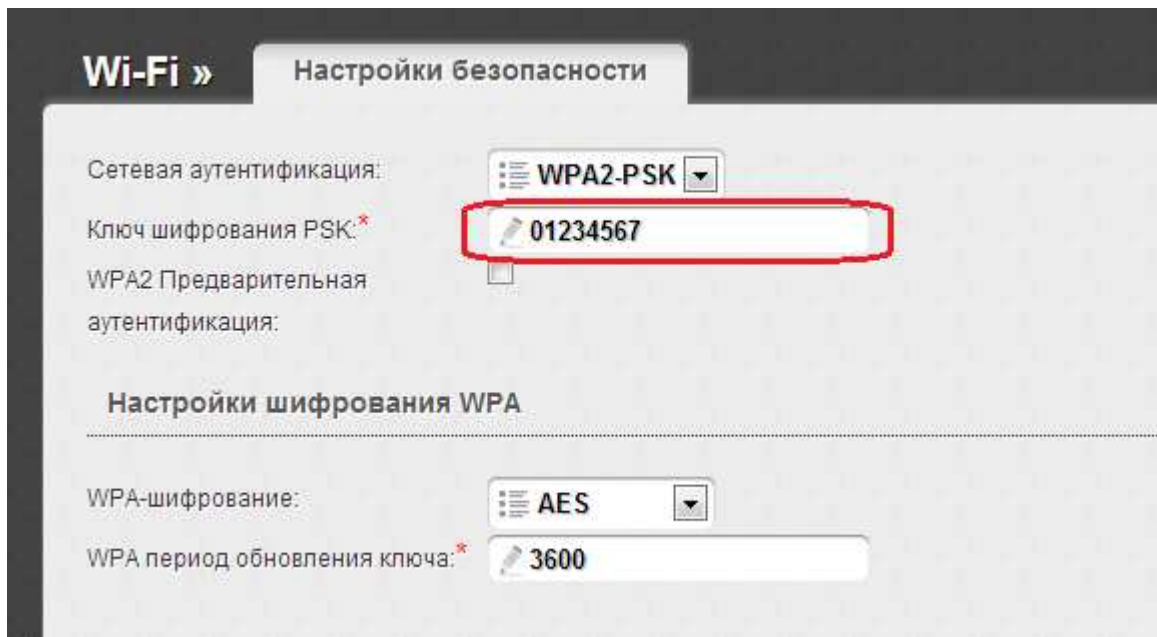 Wi-Fi » Настройки безопасности
Сетевая аутентификация: WPA2-PSK
Ключ шифрования PSK:* 01234567
WPA2 Предварительная
аутентификация:
Настройки шифрования WPA
WPA-шифрование: AES
WPA период обновления ключа:* 3600